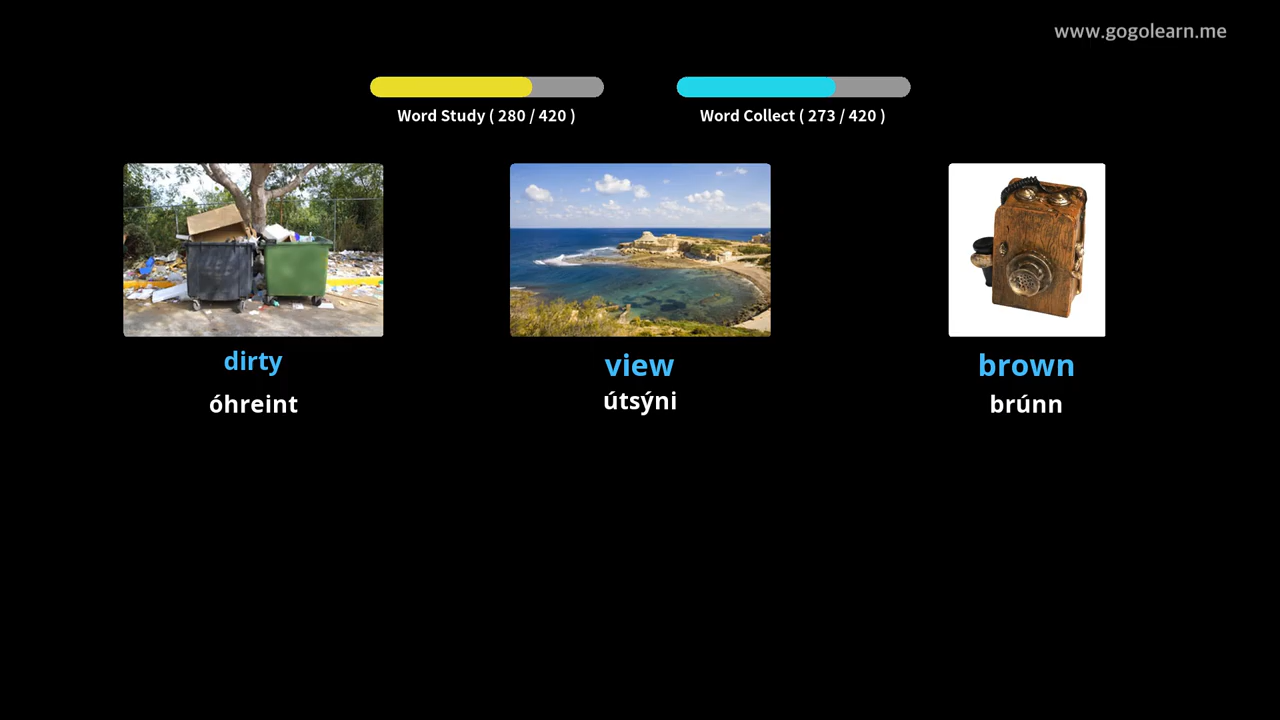 www.gogolearn.me
Word Study ( 280 / 420 )
Word Collect ( 273 / 420 )
dirty
óhreint
view
útsýni
brown
brúnn